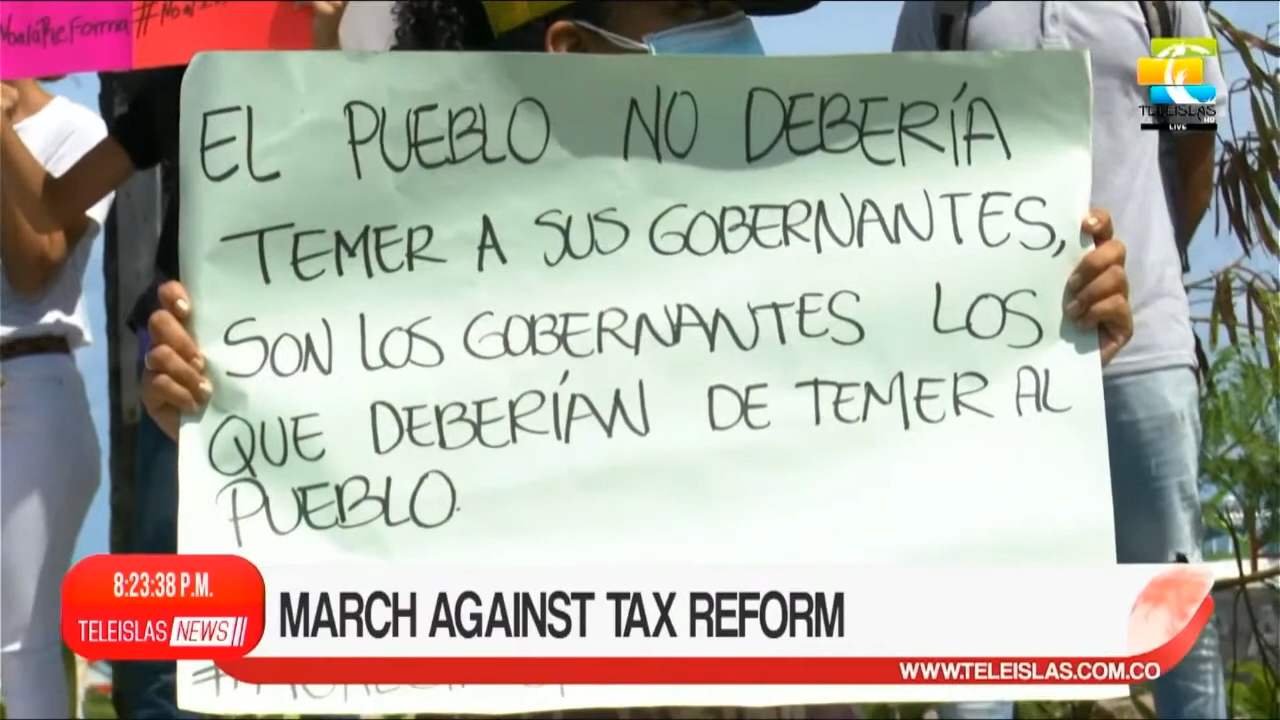 EL PUEBLO NO DEBERÍA
TEMER A SUS GOBERNANTES,
SON LOS GOBERNANTES LOS
QUE DEBERÍAN DE TEMER AL
PUEBLO.
TELEISLAS
HD
LIVE
8:23:38 P.M.
TELEISLAS NEWS
MARCH AGAINST TAX REFORM
WWW.TELEISLAS.COM.CO